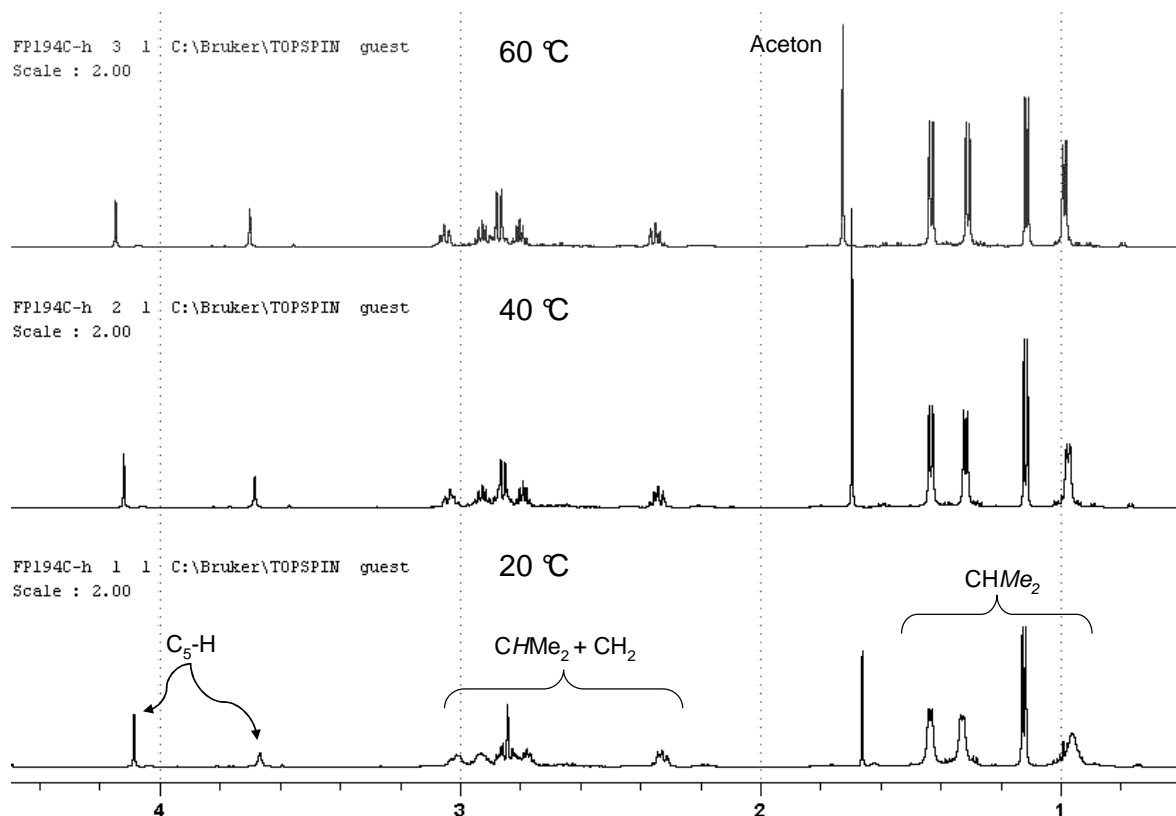 FP194C-h 3 1 C:\Bruker\TOPSPIN guest
Scale : 2.00
60 °C
Aceton
FP194C-h 2 1 C:\Bruker\TOPSPIN guest
Scale : 2.00
40 °C
FP194C-h 1 1 C:\Bruker\TOPSPIN guest
Scale : 2.00
20 °C
CHMe2
C5-H
CHMe2 + CH2
4 3 2 1